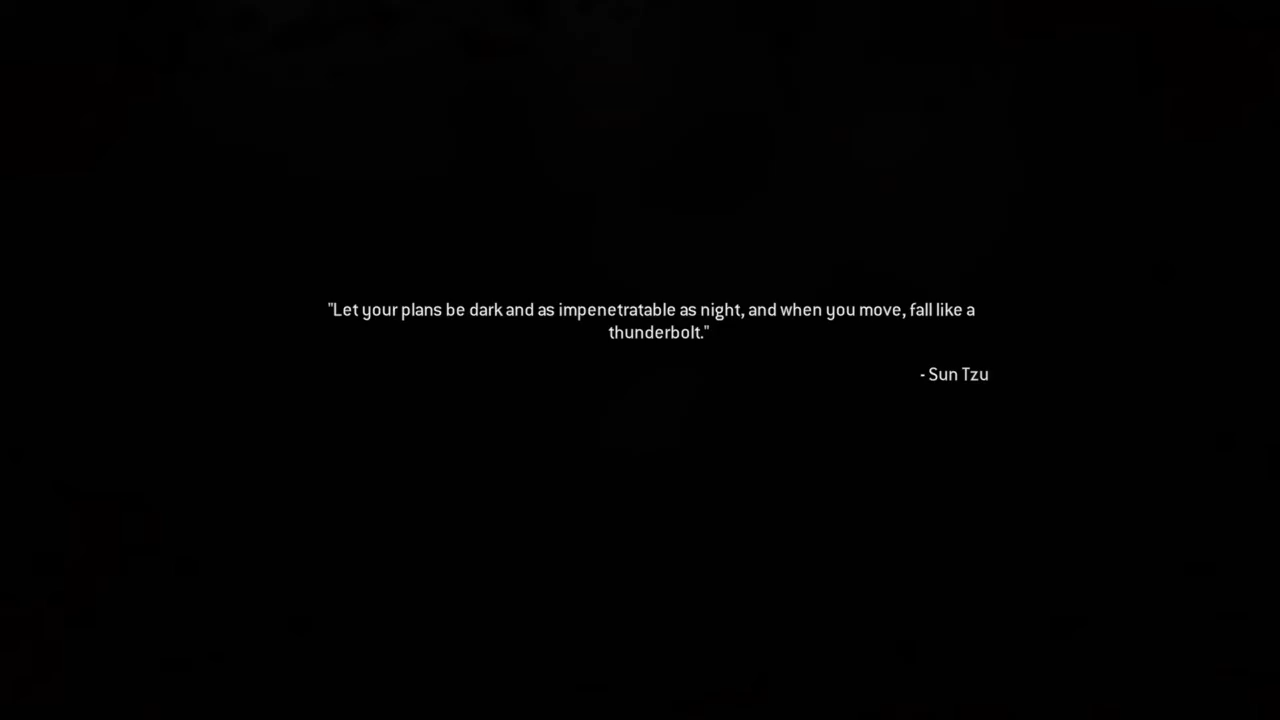 "Let your plans be dark and as impenetratable as night, and when you move, fall like a
thunderbolt."
- Sun Tzu